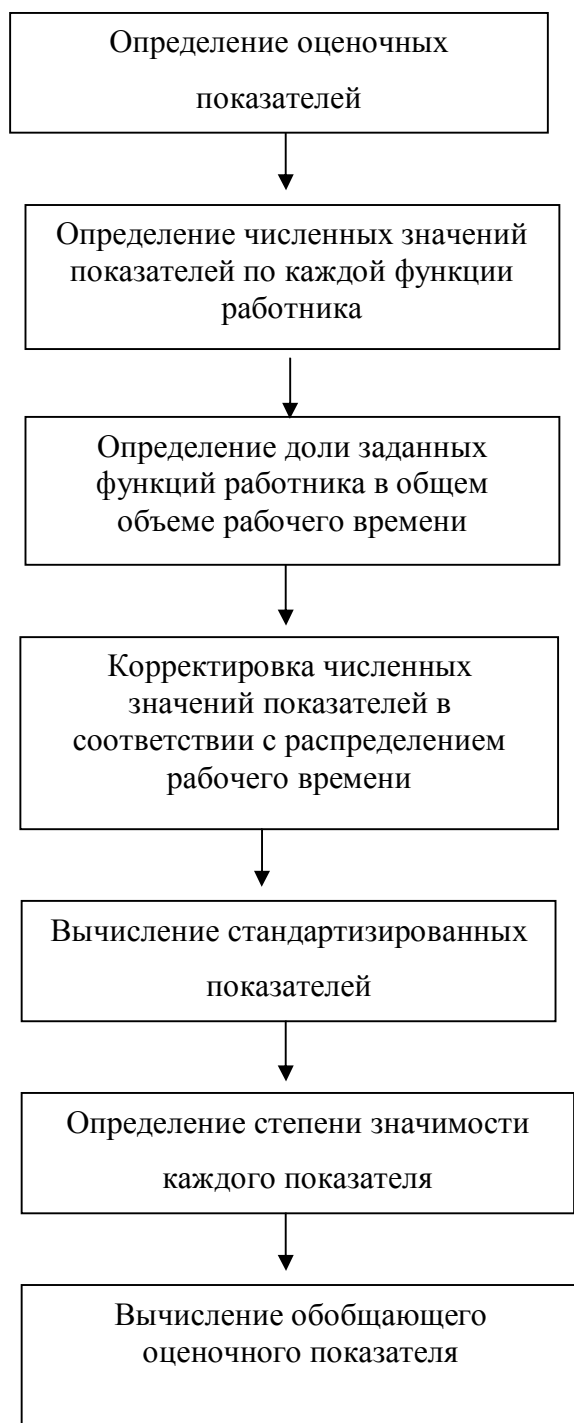 Определение оценочных
показателей
Определение численных значений
показателей по каждой функции
работника
Определение доли заданных
функций работника в общем
объеме рабочего времени
Корректировка численных
значений показателей в
соответствии с распределением
рабочего времени
Вычисление стандартизированных
показателей
Определение степени значимости
каждого показателя
Вычисление обобщающего
оценочного показателя